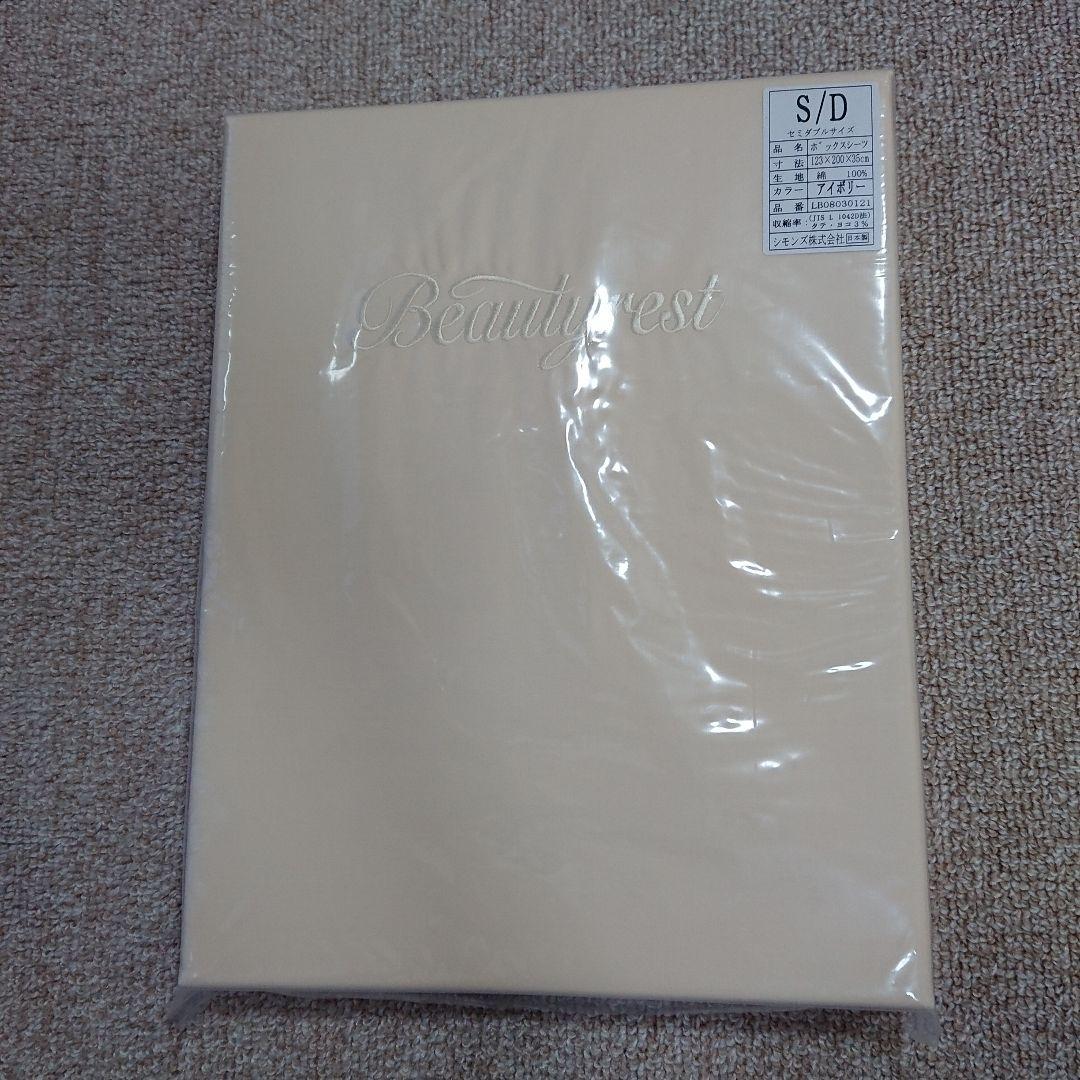 S/D
セミダブルサイズ
品 名 ボックスシーツ
寸 法 123×200×35cm
生 地 綿 100%
カラー アイボリー
品 番 LB08030121
収縮率:(JIS L 1042D法)
タテ・ヨコ3%
シモンズ株式会社 日本製
Beautyrest